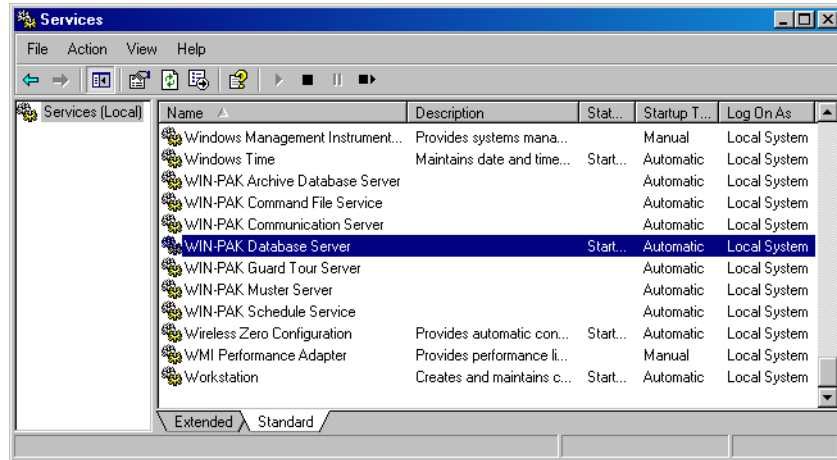 Services
File Action View Help
Services (Local)
Name Description Stat... Startup T... Log On As
Windows Management Instrument... Provides systems mana... Manual Local System
Windows Time Maintains date and time... Start... Automatic Local System
WIN-PAK Archive Database Server Automatic Local System
WIN-PAK Command File Service Automatic Local System
WIN-PAK Communication Server Automatic Local System
WIN-PAK Database Server Start... Automatic Local System
WIN-PAK Guard Tour Server Automatic Local System
WIN-PAK Muster Server Automatic Local System
WIN-PAK Schedule Service Automatic Local System
Wireless Zero Configuration Provides automatic con... Start... Automatic Local System
WMI Performance Adapter Provides performance li... Manual Local System
Workstation Creates and maintains c... Start... Automatic Local System
Extended Standard